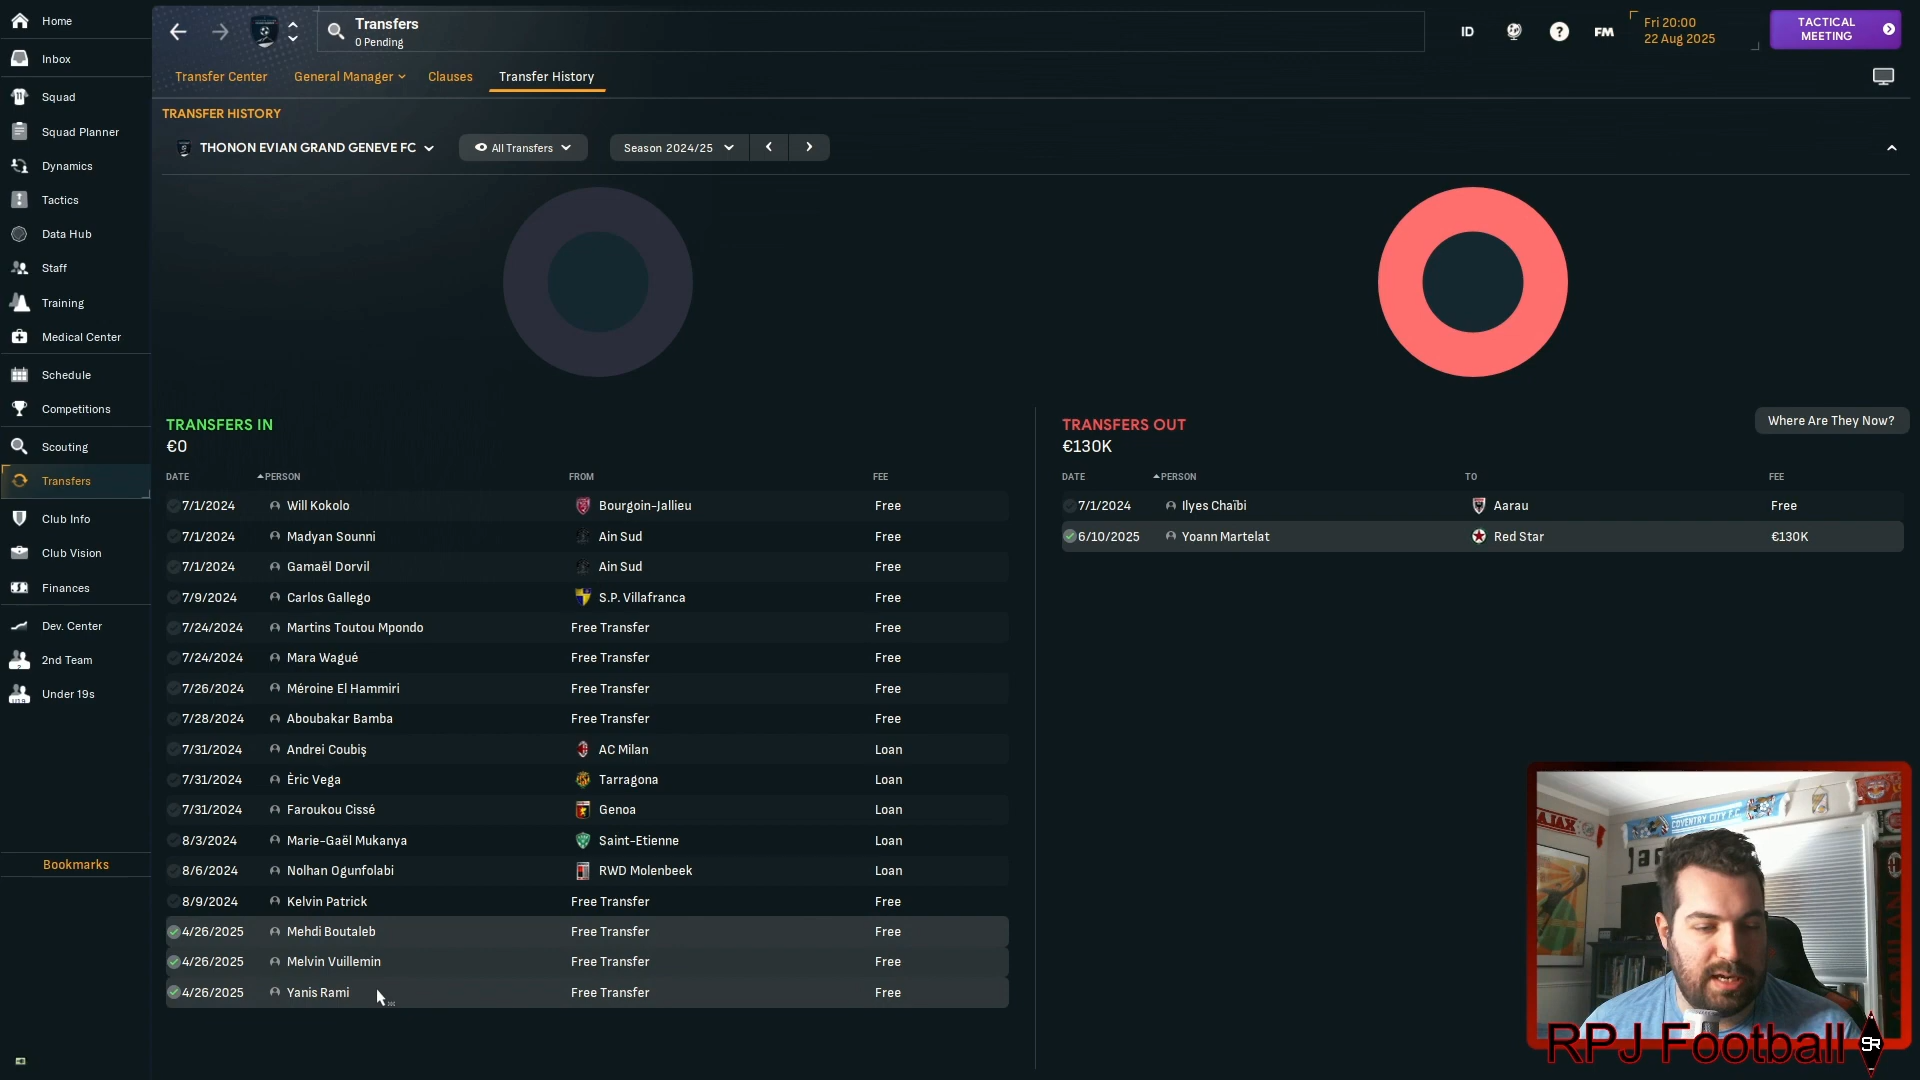 Home
Inbox
Squad
Squad Planner
Dynamics
Tactics
Data Hub
Staff
Training
Medical Center
Schedule
Competitions
Scouting
Transfers
Club Info
Club Vision
Finances
Dev. Center
2nd Team
Under 19s
Bookmarks
Transfers
0 Pending
ID
?
FM
Fri 20:00
22 Aug 2025
TACTICAL
MEETING
Transfer Center General Manager Clauses Transfer History
TRANSFER HISTORY
THONON EVIAN GRAND GENEVE FC All Transfers Season 2024/25
TRANSFERS IN
€0
DATE PERSON FROM FEE
7/1/2024 Will Kokolo Bourgoin-Jallieu Free
7/1/2024 Madyan Sounni Ain Sud Free
7/1/2024 Gamaël Dorvil Ain Sud Free
7/9/2024 Carlos Gallego S.P. Villafranca Free
7/24/2024 Martins Toutou Mpondo Free Transfer Free
7/24/2024 Mara Wagué Free Transfer Free
7/26/2024 Méroine El Hammiri Free Transfer Free
7/28/2024 Aboubakar Bamba Free Transfer Free
7/31/2024 Andrei Coubiş AC Milan Loan
7/31/2024 Èric Vega Tarragona Loan
7/31/2024 Faroukou Cissé Genoa Loan
8/3/2024 Marie-Gaël Mukanya Saint-Etienne Loan
8/6/2024 Nolhan Ogunfolabi RWD Molenbeek Loan
8/9/2024 Kelvin Patrick Free Transfer Free
4/26/2025 Mehdi Boutaleb Free Transfer Free
4/26/2025 Melvin Vuillemin Free Transfer Free
4/26/2025 Yanis Rami Free Transfer Free
TRANSFERS OUT
€130K
Where Are They Now?
DATE PERSON TO FEE
7/1/2024 Ilyes Chaïbi Aarau Free
6/10/2025 Yoann Martelat Red Star €130K
AJAX
COVENTRY CITY F.C
RPJ Football